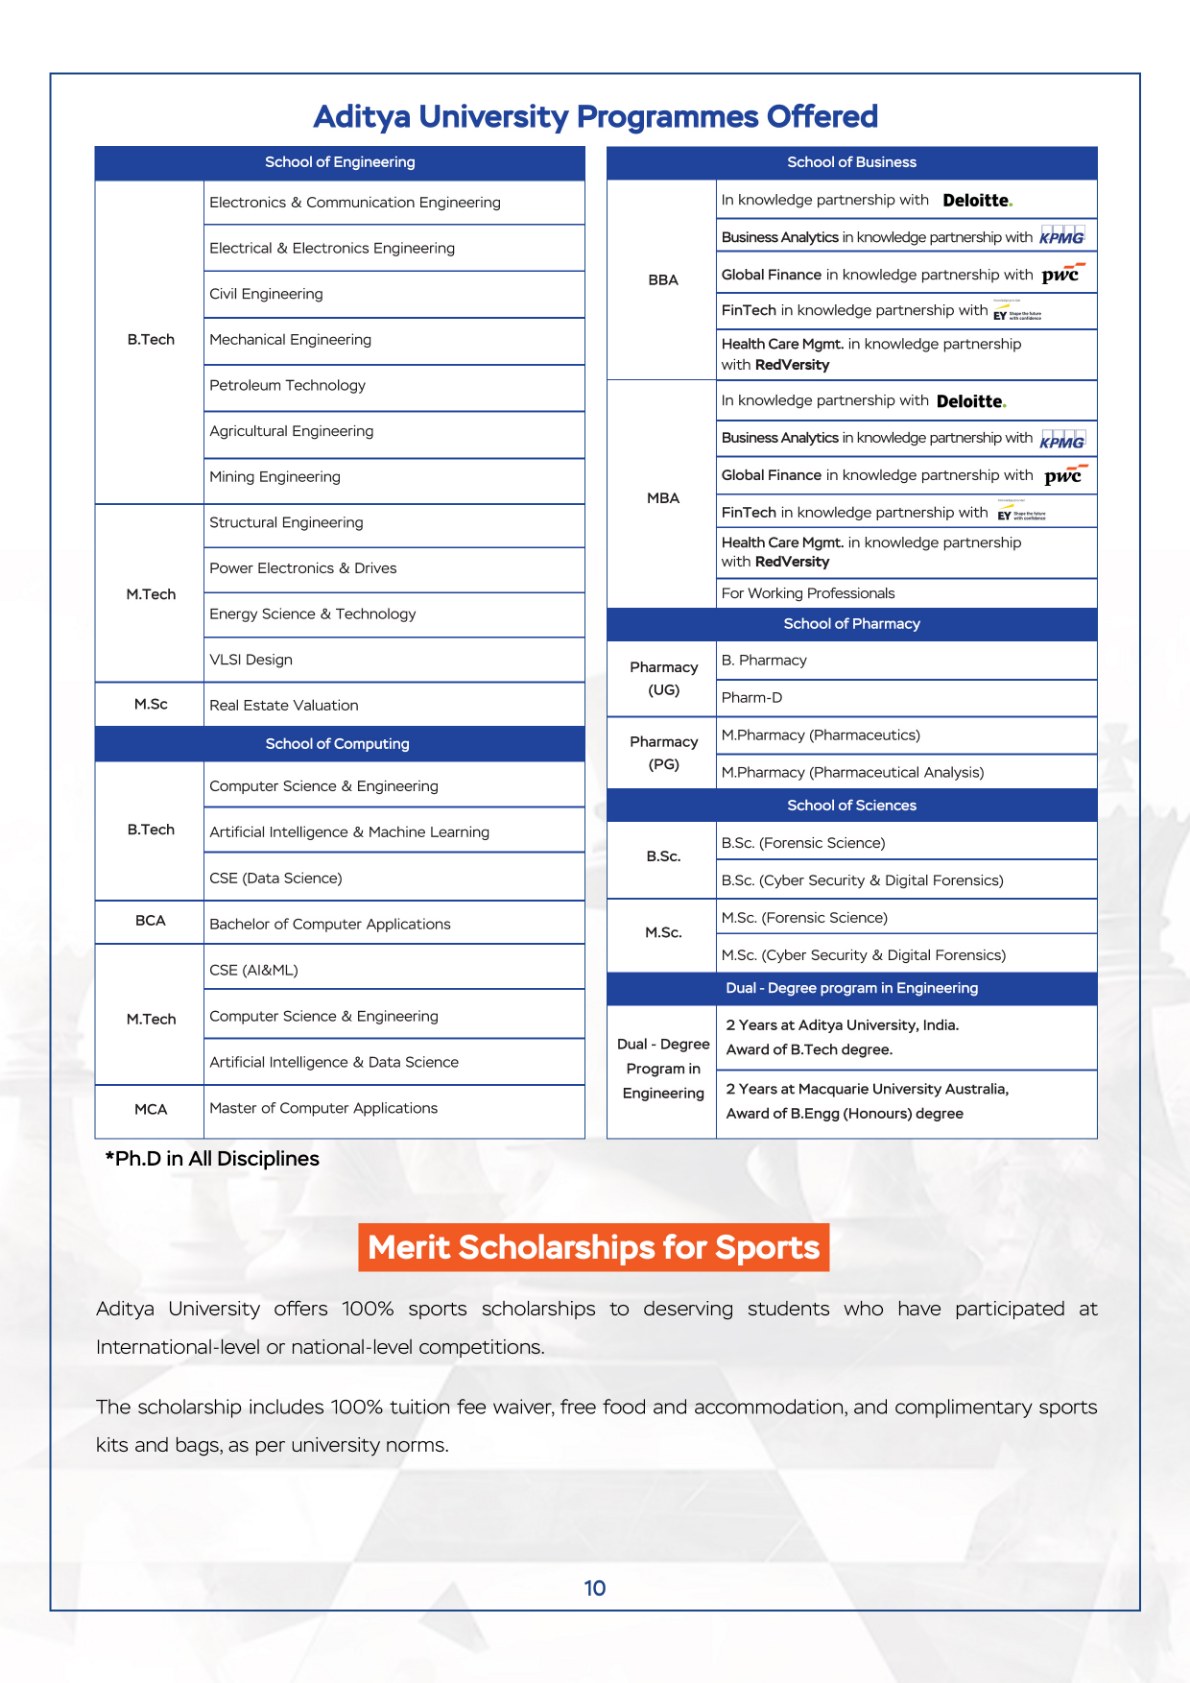 Aditya University Programmes Offered
School of Engineering
B.Tech
Electronics & Communication Engineering
Electrical & Electronics Engineering
Civil Engineering
Mechanical Engineering
Petroleum Technology
Agricultural Engineering
Mining Engineering
M.Tech
Structural Engineering
Power Electronics & Drives
Energy Science & Technology
VLSI Design
M.Sc
Real Estate Valuation
School of Computing
B.Tech
Computer Science & Engineering
Artificial Intelligence & Machine Learning
CSE (Data Science)
BCA
Bachelor of Computer Applications
M.Tech
CSE (AI&ML)
Computer Science & Engineering
Artificial Intelligence & Data Science
MCA
Master of Computer Applications
School of Business
BBA
In knowledge partnership with Deloitte.
Business Analytics in knowledge partnership with KPMG
Global Finance in knowledge partnership with pwc
FinTech in knowledge partnership with EY Shape the future
with confidence
Health Care Mgmt. in knowledge partnership
with RedVersity
MBA
In knowledge partnership with Deloitte.
Business Analytics in knowledge partnership with KPMG
Global Finance in knowledge partnership with pwc
FinTech in knowledge partnership with EY Shape the future
with confidence
Health Care Mgmt. in knowledge partnership
with RedVersity
For Working Professionals
School of Pharmacy
Pharmacy
(UG)
B. Pharmacy
Pharm-D
Pharmacy
(PG)
M.Pharmacy (Pharmaceutics)
M.Pharmacy (Pharmaceutical Analysis)
School of Sciences
B.Sc.
B.Sc. (Forensic Science)
B.Sc. (Cyber Security & Digital Forensics)
M.Sc.
M.Sc. (Forensic Science)
M.Sc. (Cyber Security & Digital Forensics)
Dual - Degree program in Engineering
Dual - Degree
Program in
Engineering
2 Years at Aditya University, India.
Award of B.Tech degree.
2 Years at Macquarie University Australia,
Award of B.Engg (Honours) degree
*Ph.D in All Disciplines
Merit Scholarships for Sports
Aditya University offers 100% sports scholarships to deserving students who have participated at
International-level or national-level competitions.
The scholarship includes 100% tuition fee waiver, free food and accommodation, and complimentary sports
kits and bags, as per university norms.
10